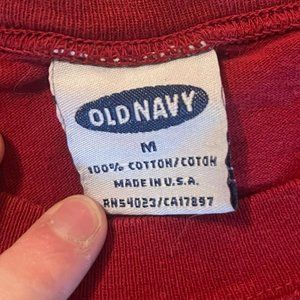 OLD NAVY
M
100% COTTON/COTON
MADE IN U.S.A.
RN54023/CA17897